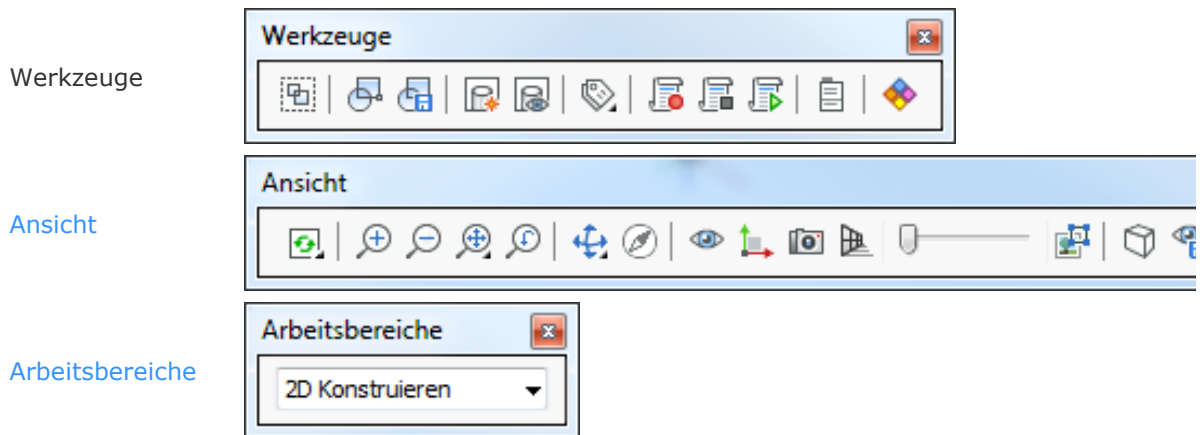 Werkzeuge
Werkzeuge
Ansicht
Ansicht
Arbeitsbereiche
Arbeitsbereiche
2D Konstruieren